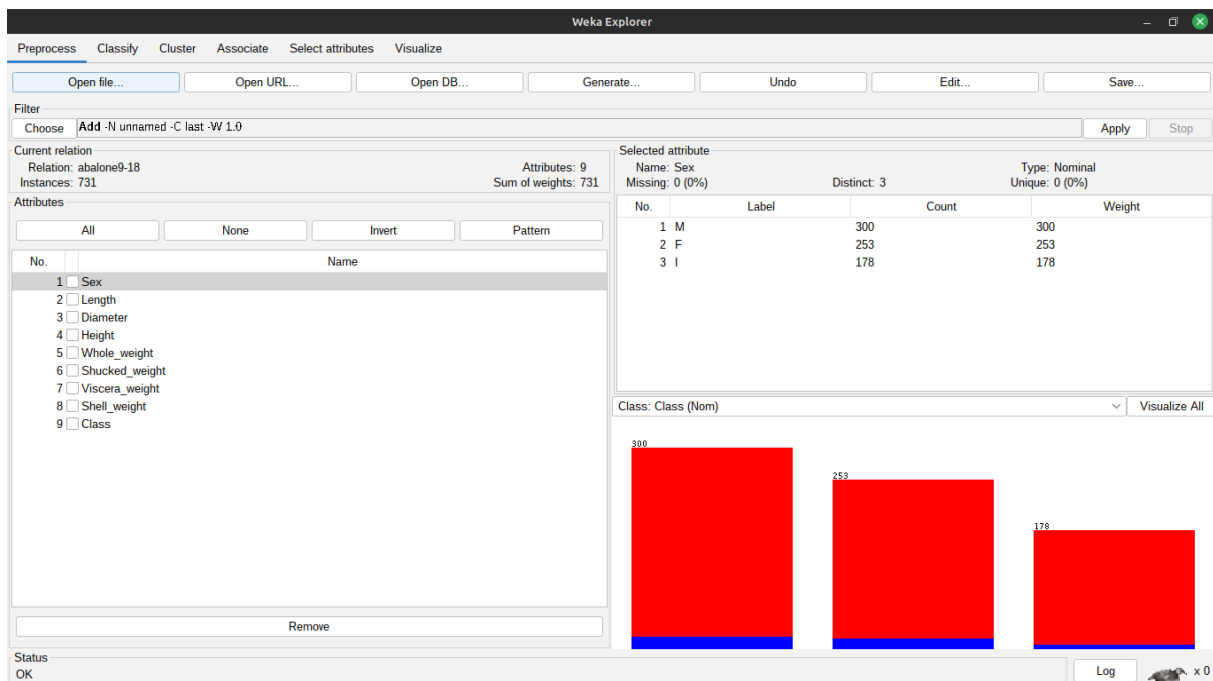 Weka Explorer
Preprocess Classify Cluster Associate Select attributes Visualize
Open file... Open URL... Open DB... Generate... Undo Edit... Save...
Filter
Choose Add -N unnamed -C last -W 1.0 Apply Stop
Current relation
Relation: abalone9-18 Attributes: 9
Instances: 731 Sum of weights: 731
Attributes
All None Invert Pattern
No. Name
1 Sex
2 Length
3 Diameter
4 Height
5 Whole_weight
6 Shucked_weight
7 Viscera_weight
8 Shell_weight
9 Class
Remove
Selected attribute
Name: Sex Type: Nominal
Missing: 0 (0%) Distinct: 3 Unique: 0 (0%)
No. Label Count Weight
1 M 300 300
2 F 253 253
3 I 178 178
Class: Class (Nom) Visualize All
300
253
178
Status
OK Log x 0